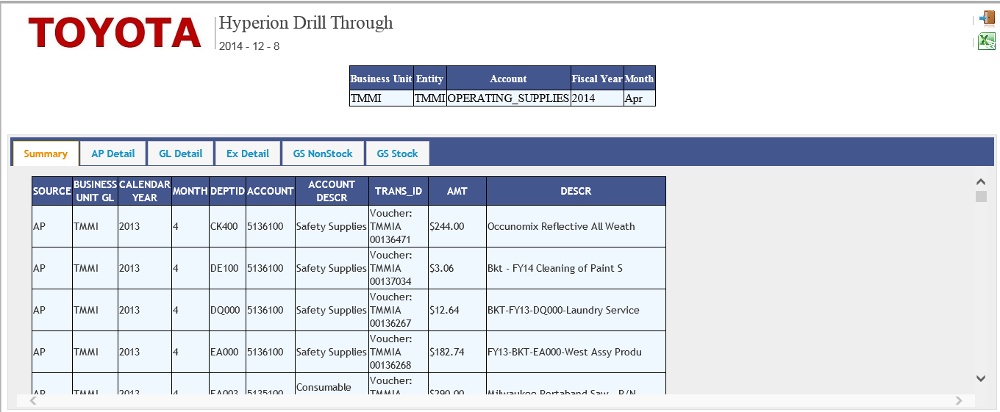 TOYOTA
Hyperion Drill Through
2014 - 12 - 8
Business Unit Entity Account Fiscal Year Month
TMMI TMMI OPERATING_SUPPLIES 2014 Apr
Summary AP Detail GL Detail Ex Detail GS NonStock GS Stock
SOURCE BUSINESS UNIT GL CALENDAR YEAR MONTH DEPTID ACCOUNT ACCOUNT DESCR TRANS_ID AMT DESCR
AP TMMI 2013 4 CK400 5136100 Safety Supplies Voucher: TMMIA 00136471 $244.00 Occunomix Reflective All Weath
AP TMMI 2013 4 DE100 5136100 Safety Supplies Voucher: TMMIA 00137034 $3.06 Bkt - FY14 Cleaning of Paint S
AP TMMI 2013 4 DQ000 5136100 Safety Supplies Voucher: TMMIA 00136267 $12.64 BKT-FY13-DQ000-Laundry Service
AP TMMI 2013 4 EA000 5136100 Safety Supplies Voucher: TMMIA 00136268 $182.74 FY13-BKT-EA000-West Assy Produ
AP TMMI 2013 4 EA003 5135100 Consumable Voucher: TMMIA $290.00 Milwaukee Portaband Saw - P/N